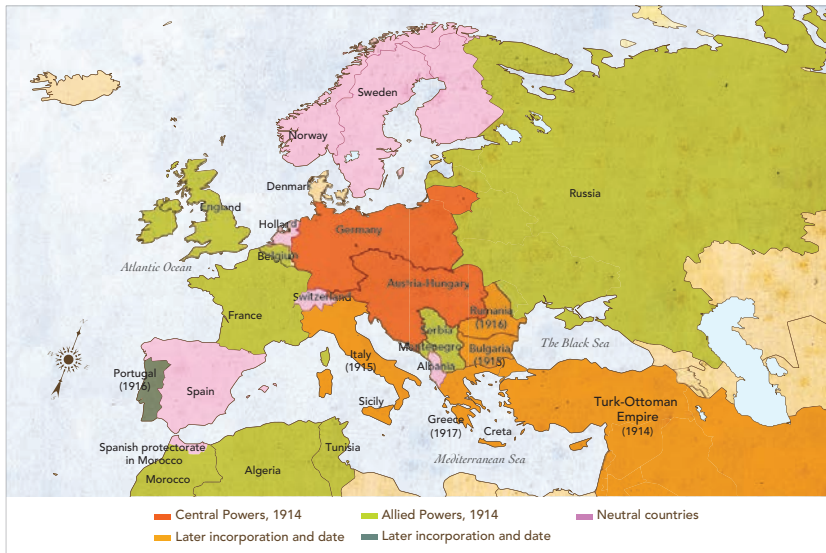 Sweden
Norway
Denmark
Russia
England
Holland
Germany
Belgium
Atlantic Ocean
Austria-Hungary
Switzerland
France
Rumania
(1916)
Serbia
The Black Sea
Montenegro
Bulgaria
(1915)
Italy
(1915)
Albania
Portugal
(1916)
Spain
Sicily
Turk-Ottoman
Empire
(1914)
Greece
(1917)
Creta
Spanish protectorate
in Morocco
Tunisia
Mediterranean Sea
Algeria
Morocco
Central Powers, 1914
Allied Powers, 1914
Neutral countries
Later incorporation and date
Later incorporation and date